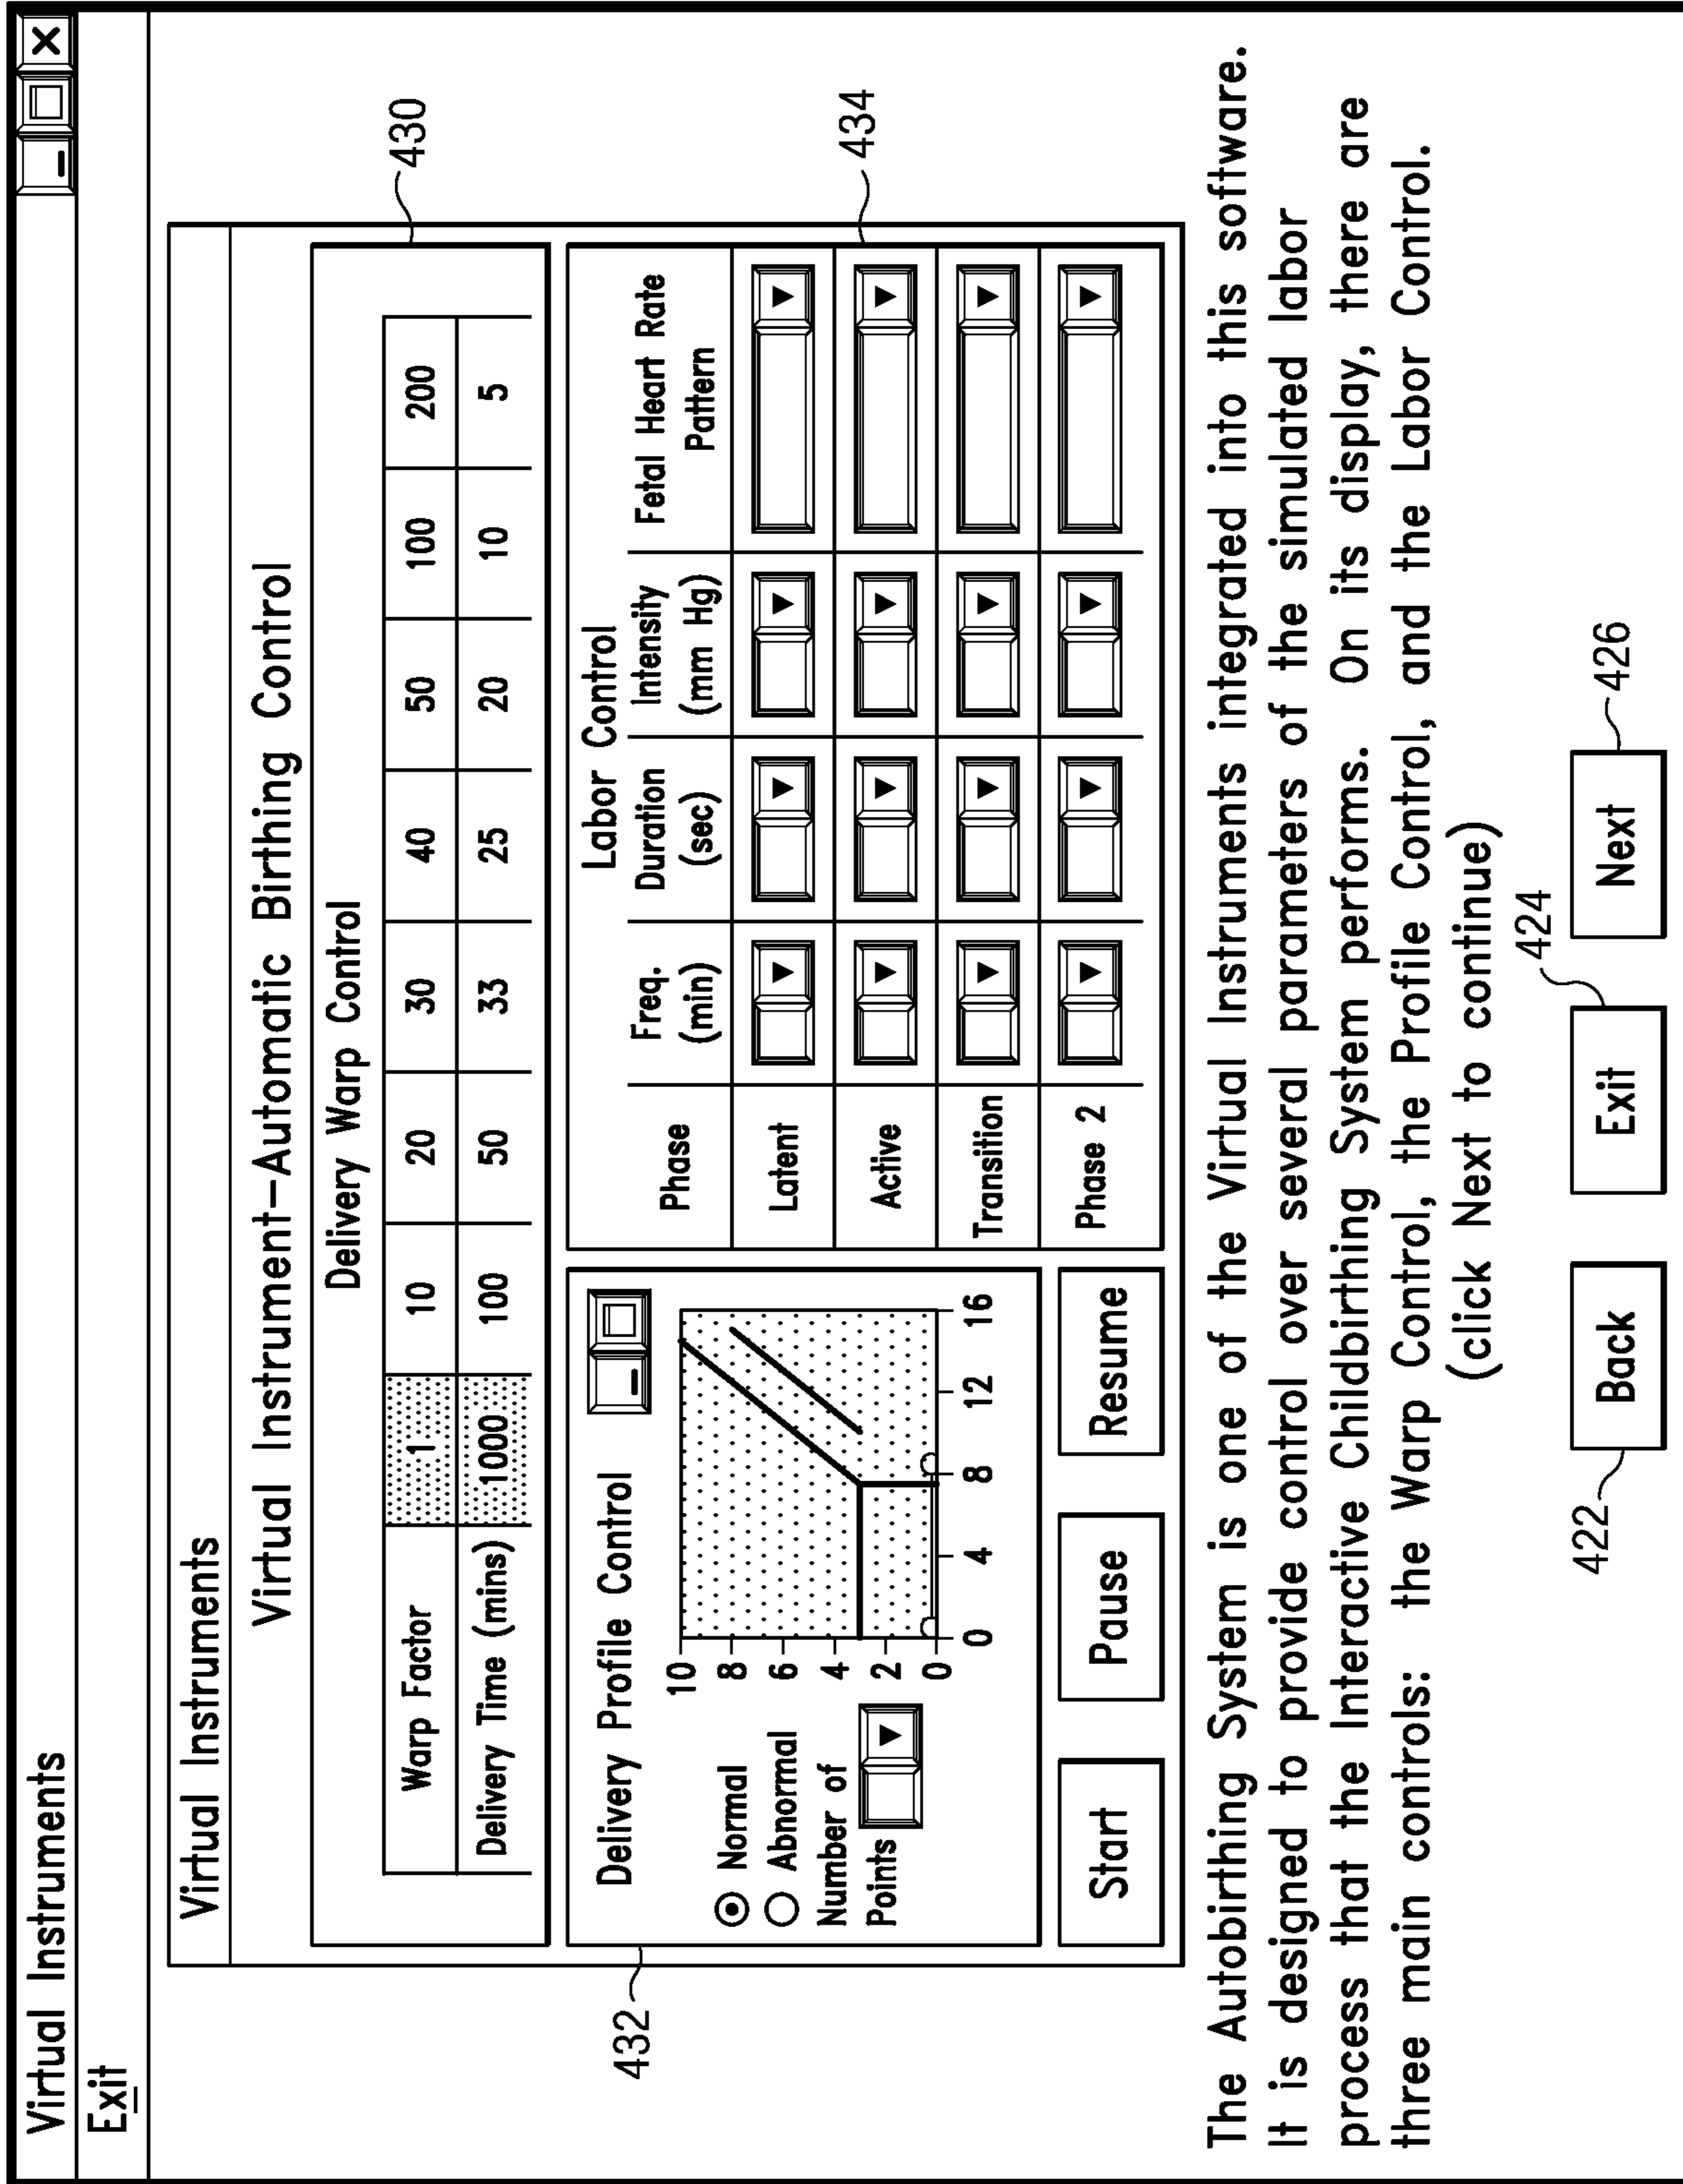 Virtual Instruments
Exit
Virtual Instruments
Virtual Instrument—Automatic Birthing Control
Delivery Warp Control
430
Warp Factor 1 10 20 30 40 50 100 200
Delivery Time (mins) 1000 100 50 33 25 20 10 5
432
Delivery Profile Control
Normal
Abnormal
Number of
Points
10
8
6
4
2
0
0 4 8 12 16
Start Pause Resume
434
Labor Control
Phase Freq. (min) Duration (sec) Intensity (mm Hg) Fetal Heart Rate Pattern
Latent
Active
Transition
Phase 2
The Autobirthing System is one of the Virtual Instruments integrated into this software.
It is designed to provide control over several parameters of the simulated labor
process that the Interactive Childbirthing System performs. On its display, there are
three main controls: the Warp Control, the Profile Control, and the Labor Control.
(click Next to continue)
422 424 426
Back Exit Next